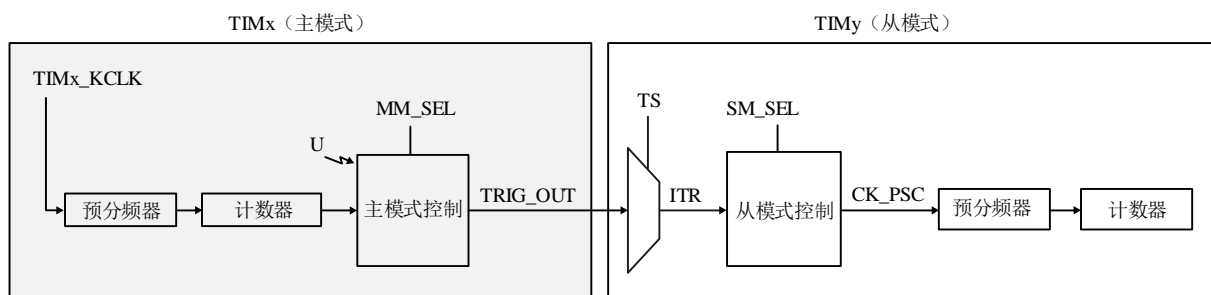 TIMx（主模式）
TIMy（从模式）
TIMx_KCLK
MM_SEL
TS
SM_SEL
U
预分频器
计数器
主模式控制
TRIG_OUT
ITR
从模式控制
CK_PSC
预分频器
计数器